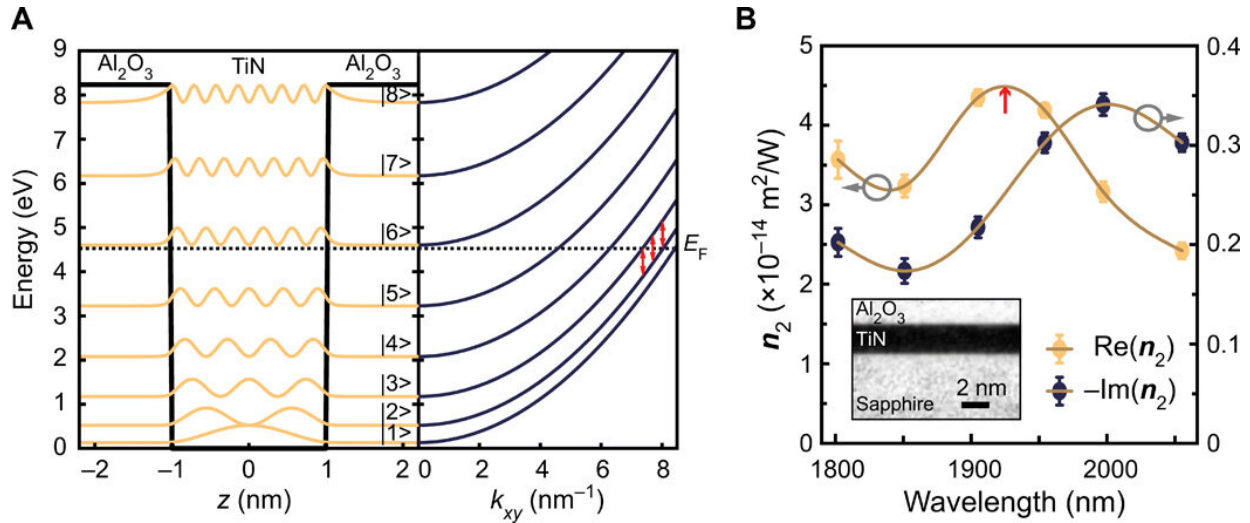 A
Al₂O₃ TiN Al₂O₃
9
8
7
6
5
4
3
2
1
0
Energy (eV)
|8>
|7>
|6>
|5>
|4>
|3>
|2>
|1>
E_F
−2 −1 0 1 2
z (nm)
0 2 4 6 8
k_xy (nm⁻¹)
B
5
4
3
2
1
0
n₂ (×10⁻¹⁴ m²/W)
0.4
0.3
0.2
0.1
0
Al₂O₃
TiN
Sapphire
2 nm
Re(n₂)
−Im(n₂)
1800 1900 2000
Wavelength (nm)